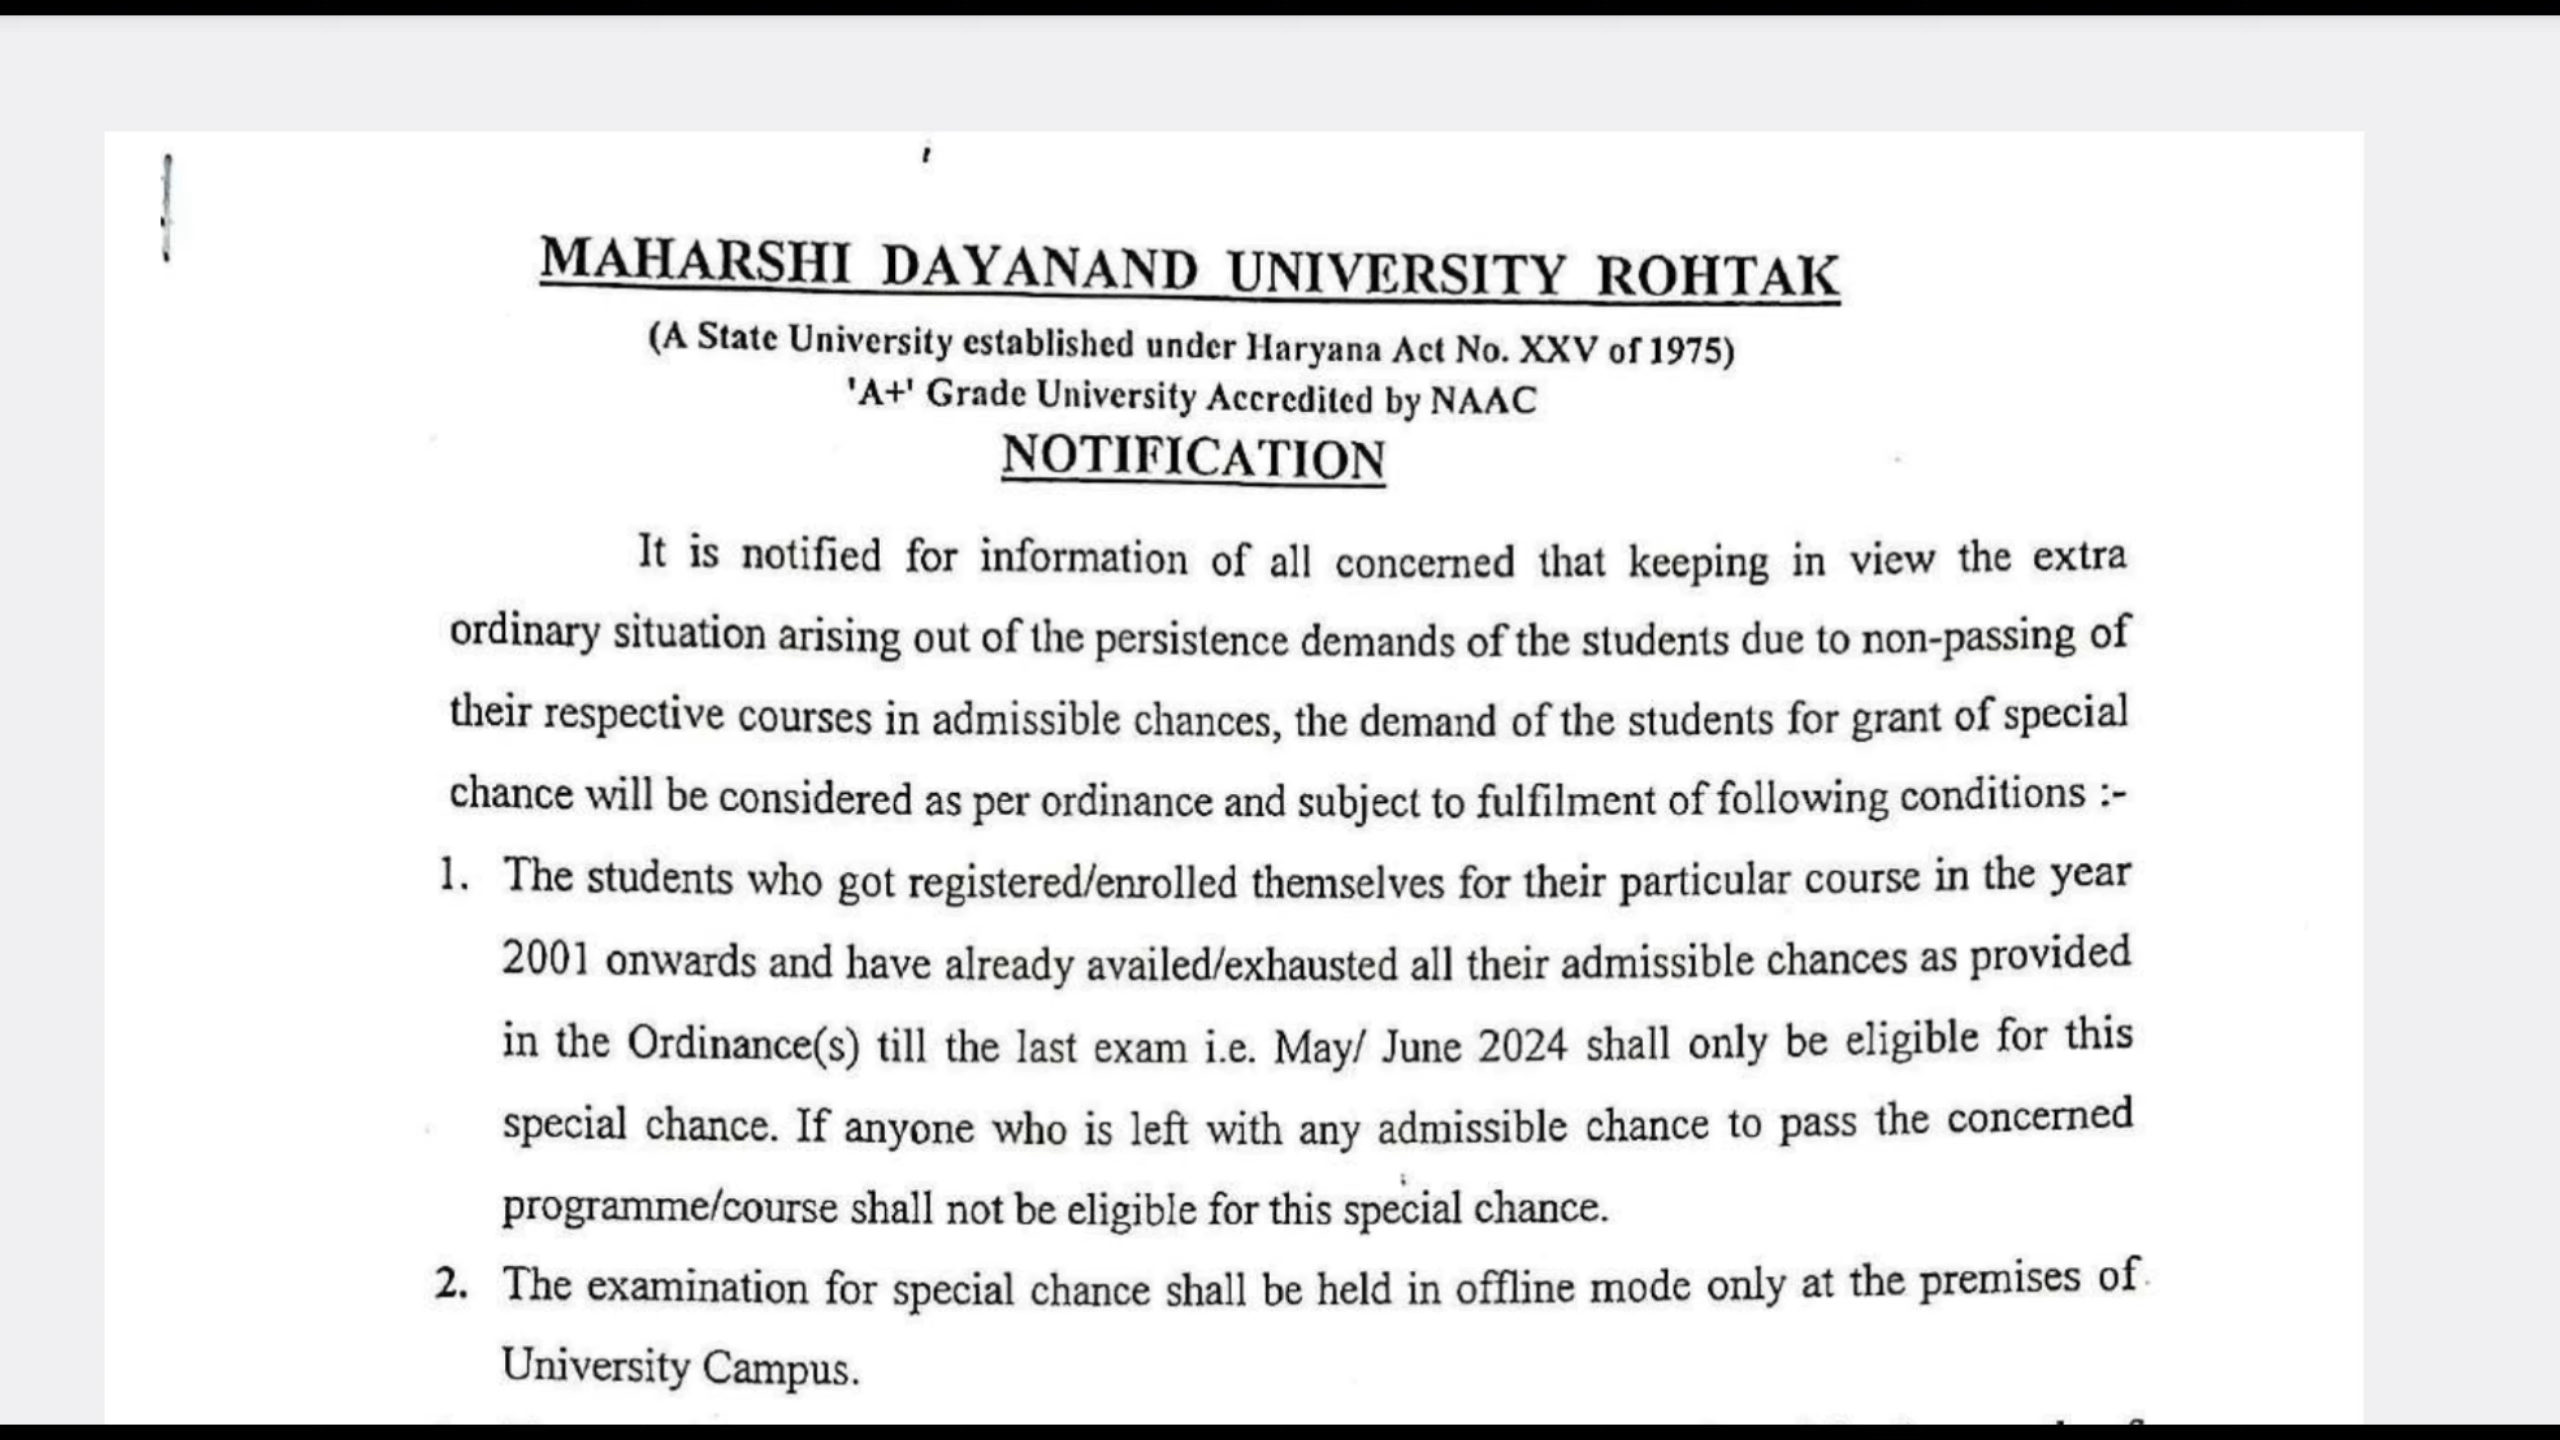 MAHARSHI DAYANAND UNIVERSITY ROHTAK
(A State University established under Haryana Act No. XXV of 1975)
'A+' Grade University Accredited by NAAC
NOTIFICATION
It is notified for information of all concerned that keeping in view the extra
ordinary situation arising out of the persistence demands of the students due to non-passing of
their respective courses in admissible chances, the demand of the students for grant of special
chance will be considered as per ordinance and subject to fulfilment of following conditions :-
1. The students who got registered/enrolled themselves for their particular course in the year
2001 onwards and have already availed/exhausted all their admissible chances as provided
in the Ordinance(s) till the last exam i.e. May/ June 2024 shall only be eligible for this
special chance. If anyone who is left with any admissible chance to pass the concerned
programme/course shall not be eligible for this special chance.
2. The examination for special chance shall be held in offline mode only at the premises of
University Campus.